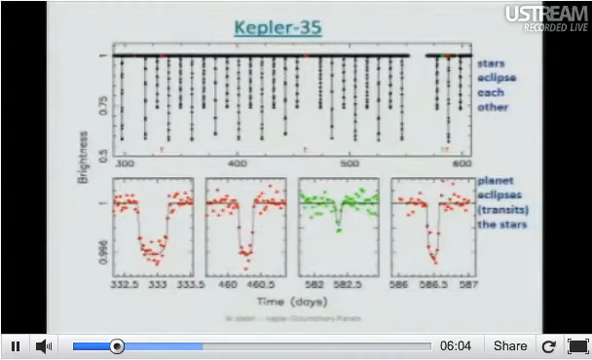 USTREAM
RECORDED LIVE
Kepler-35
stars
eclipse
each
other
Brightness
1
0.75
0.5
300
400
500
600
planet
eclipses
(transits)
the stars
1
0.996
332.5 333 333.5
460 460.5
582 582.5
586 586.5 587
Time (days)
06:04
Share